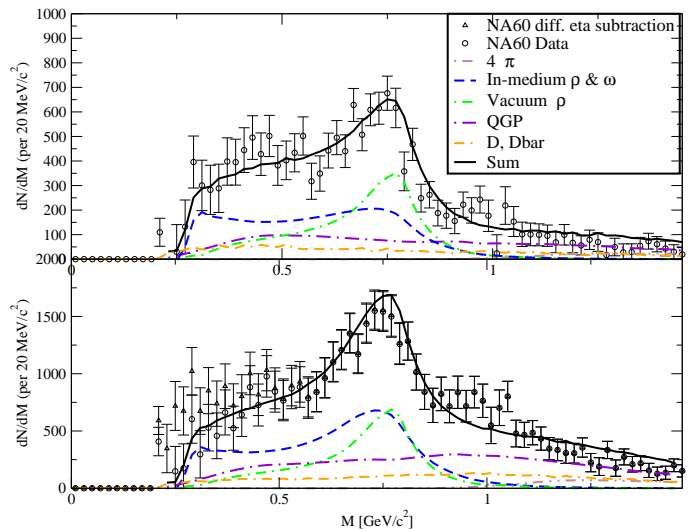 1000
900
800
700
600
500
400
300
200
100
2000
0
0.5
1
dN/dM (per 20 MeV/c²)
NA60 diff. eta subtraction
NA60 Data
4 π
In-medium ρ & ω
Vacuum ρ
QGP
D, Dbar
Sum
1500
1000
500
0
0
0.5
1
dN/dM (per 20 MeV/c²)
M [GeV/c²]